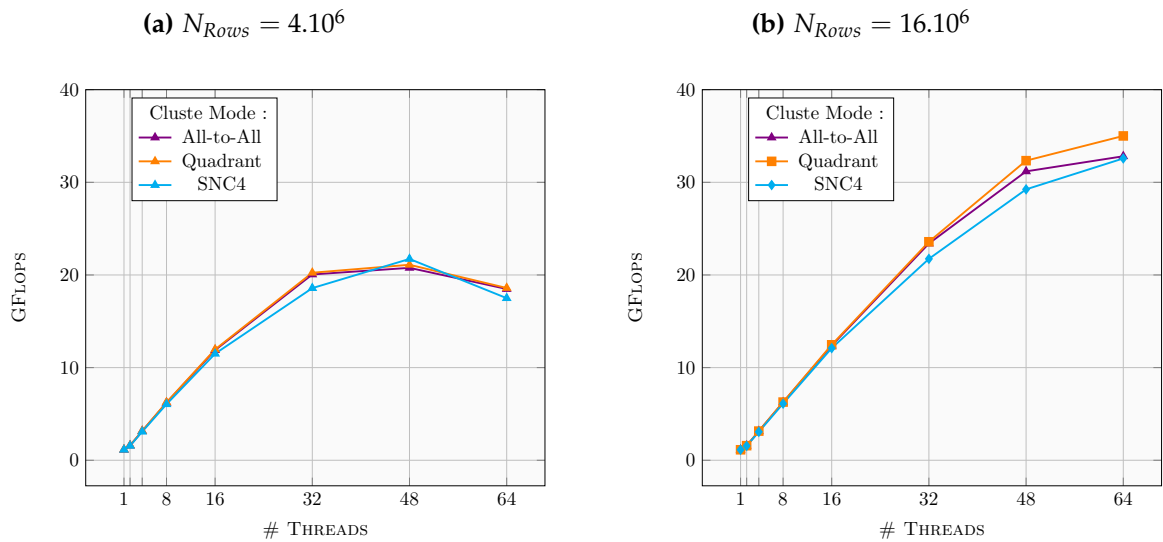 (a) N_Rows = 4.10^6
40
30
20
10
0
GFLOPS
Cluste Mode :
All-to-All
Quadrant
SNC4
1 8 16 32 48 64
# THREADS
(b) N_Rows = 16.10^6
40
30
20
10
0
GFLOPS
Cluste Mode :
All-to-All
Quadrant
SNC4
1 8 16 32 48 64
# THREADS